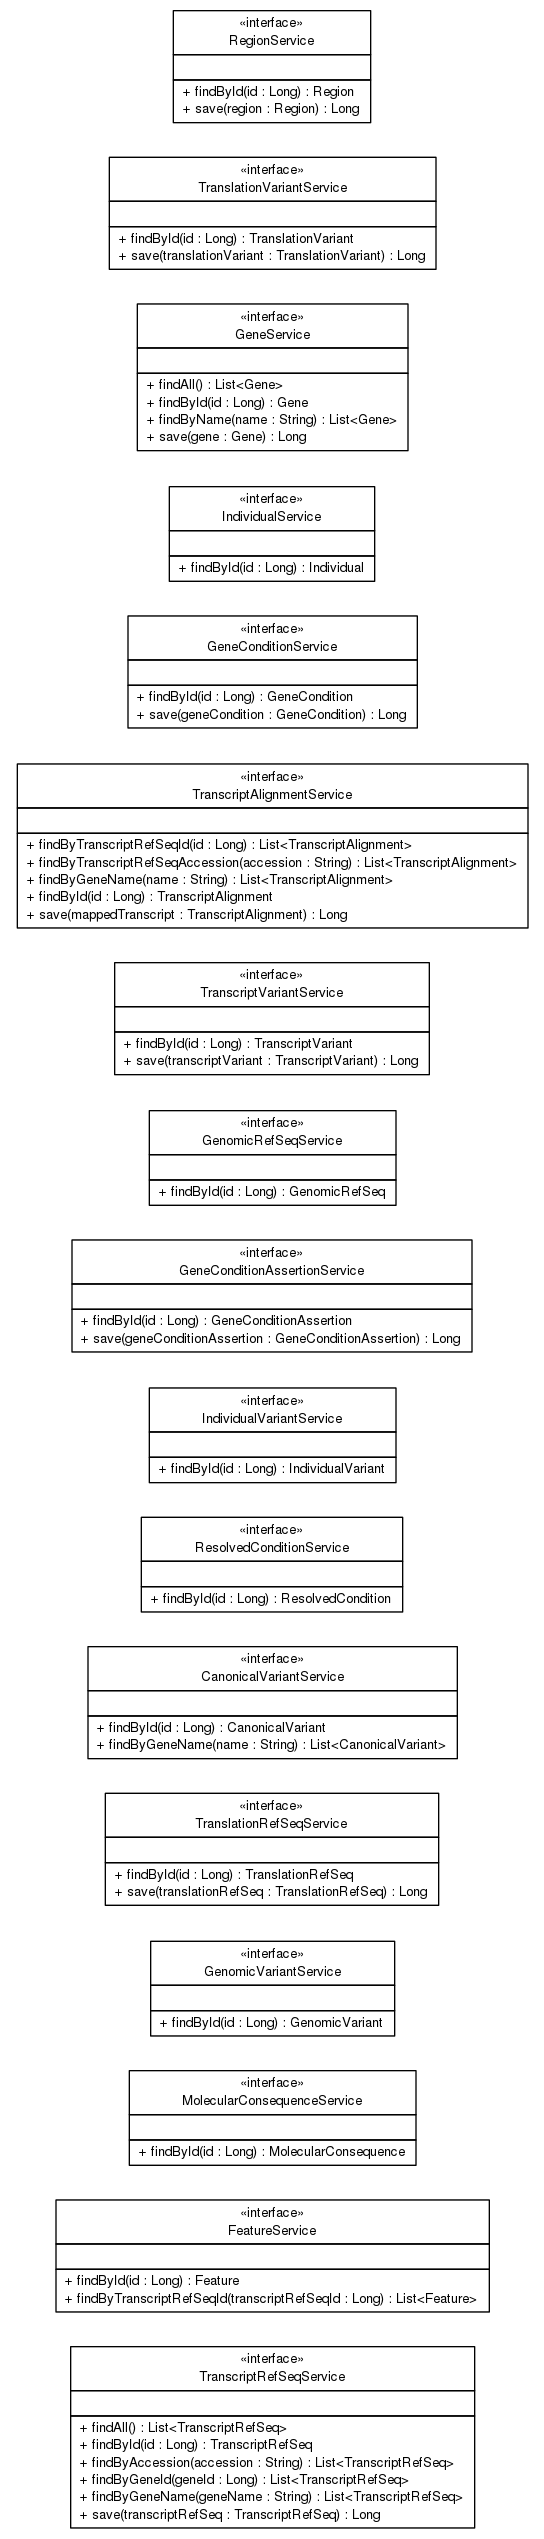 «interface»
RegionService
+ findById(id : Long) : Region
+ save(region : Region) : Long
«interface»
TranslationVariantService
+ findById(id : Long) : TranslationVariant
+ save(translationVariant : TranslationVariant) : Long
«interface»
GeneService
+ findAll() : List<Gene>
+ findById(id : Long) : Gene
+ findByName(name : String) : List<Gene>
+ save(gene : Gene) : Long
«interface»
IndividualService
+ findById(id : Long) : Individual
«interface»
GeneConditionService
+ findById(id : Long) : GeneCondition
+ save(geneCondition : GeneCondition) : Long
«interface»
TranscriptAlignmentService
+ findByTranscriptRefSeqId(id : Long) : List<TranscriptAlignment>
+ findByTranscriptRefSeqAccession(accession : String) : List<TranscriptAlignment>
+ findByGeneName(name : String) : List<TranscriptAlignment>
+ findById(id : Long) : TranscriptAlignment
+ save(mappedTranscript : TranscriptAlignment) : Long
«interface»
TranscriptVariantService
+ findById(id : Long) : TranscriptVariant
+ save(transcriptVariant : TranscriptVariant) : Long
«interface»
GenomicRefSeqService
+ findById(id : Long) : GenomicRefSeq
«interface»
GeneConditionAssertionService
+ findById(id : Long) : GeneConditionAssertion
+ save(geneConditionAssertion : GeneConditionAssertion) : Long
«interface»
IndividualVariantService
+ findById(id : Long) : IndividualVariant
«interface»
ResolvedConditionService
+ findById(id : Long) : ResolvedCondition
«interface»
CanonicalVariantService
+ findById(id : Long) : CanonicalVariant
+ findByGeneName(name : String) : List<CanonicalVariant>
«interface»
TranslationRefSeqService
+ findById(id : Long) : TranslationRefSeq
+ save(translationRefSeq : TranslationRefSeq) : Long
«interface»
GenomicVariantService
+ findById(id : Long) : GenomicVariant
«interface»
MolecularConsequenceService
+ findById(id : Long) : MolecularConsequence
«interface»
FeatureService
+ findById(id : Long) : Feature
+ findByTranscriptRefSeqId(transcriptRefSeqId : Long) : List<Feature>
«interface»
TranscriptRefSeqService
+ findAll() : List<TranscriptRefSeq>
+ findById(id : Long) : TranscriptRefSeq
+ findByAccession(accession : String) : List<TranscriptRefSeq>
+ findByGeneId(geneId : Long) : List<TranscriptRefSeq>
+ findByGeneName(geneName : String) : List<TranscriptRefSeq>
+ save(transcriptRefSeq : TranscriptRefSeq) : Long